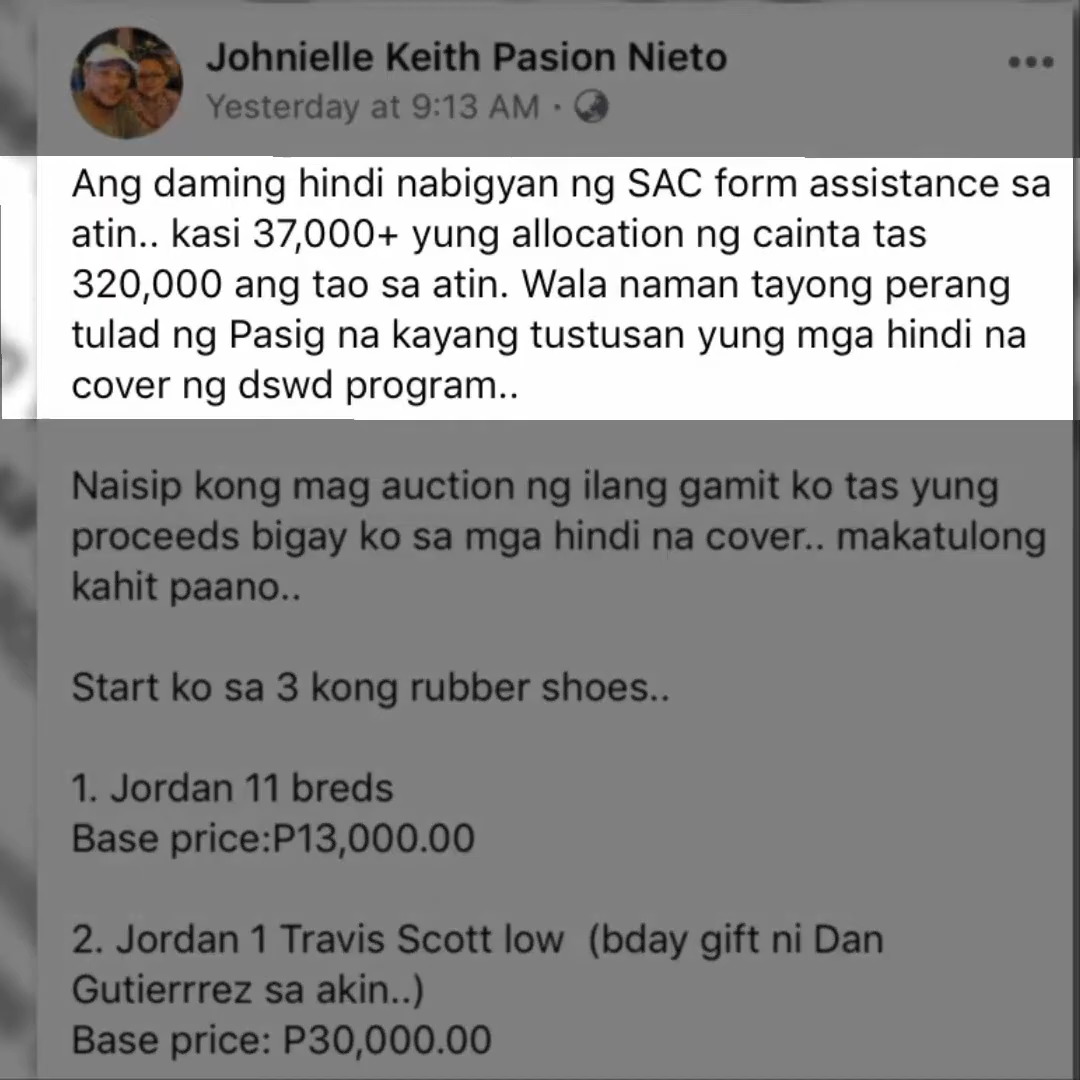 Johnielle Keith Pasion Nieto
Yesterday at 9:13 AM ·
Ang daming hindi nabigyan ng SAC form assistance sa
atin.. kasi 37,000+ yung allocation ng cainta tas
320,000 ang tao sa atin. Wala naman tayong perang
tulad ng Pasig na kayang tustusan yung mga hindi na
cover ng dswd program..
Naisip kong mag auction ng ilang gamit ko tas yung
proceeds bigay ko sa mga hindi na cover.. makatulong
kahit paano..
Start ko sa 3 kong rubber shoes..
1. Jordan 11 breds
Base price:P13,000.00
2. Jordan 1 Travis Scott low (bday gift ni Dan
Gutierrrez sa akin..)
Base price: P30,000.00